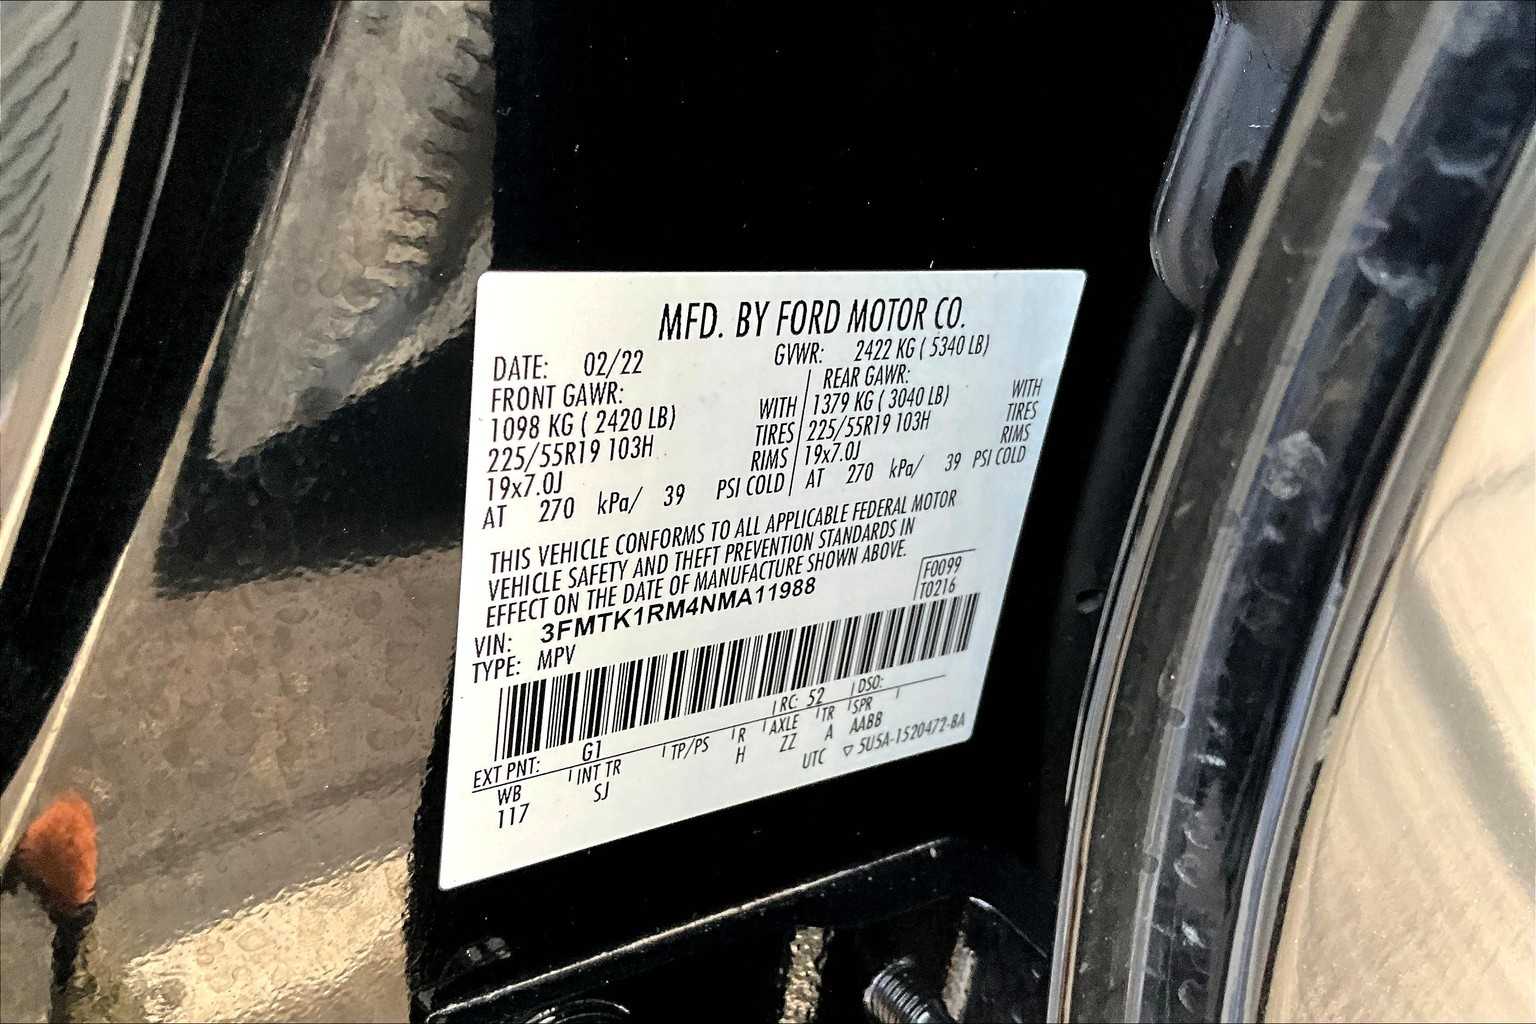 MFD. BY FORD MOTOR CO.
DATE: 02/22 GVWR: 2422 KG ( 5340 LB)
FRONT GAWR: REAR GAWR:
1098 KG ( 2420 LB) WITH 1379 KG ( 3040 LB) WITH
225/55R19 103H TIRES 225/55R19 103H TIRES
19x7.0J RIMS 19x7.0J RIMS
AT 270 kPa/ 39 PSI COLD AT 270 kPa/ 39 PSI COLD
THIS VEHICLE CONFORMS TO ALL APPLICABLE FEDERAL MOTOR
VEHICLE SAFETY AND THEFT PREVENTION STANDARDS IN
EFFECT ON THE DATE OF MANUFACTURE SHOWN ABOVE.
F0099
T0216
VIN: 3FMTK1RM4NMA11988
TYPE: MPV
EXT PNT: G1 RC: 52 DSO:
WB INT TR TP/PS R AXLE TR SPR
117 SJ H ZZ A AABB
UTC ▽ 5U5A-1520472-BA